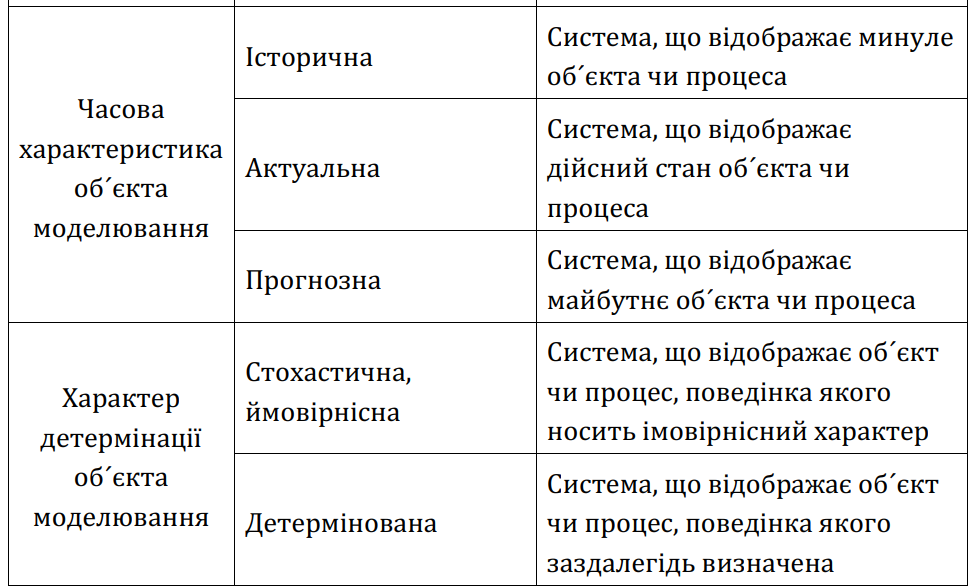 Часова
характеристика
об´єкта
моделювання
Історична
Система, що відображає минуле
об´єкта чи процеса
Актуальна
Система, що відображає
дійсний стан об´єкта чи
процеса
Прогнозна
Система, що відображає
майбутнє об´єкта чи процеса
Характер
детермінації
об´єкта
моделювання
Стохастична,
ймовірнісна
Система, що відображає об´єкт
чи процес, поведінка якого
носить імовірнісний характер
Детермінована
Система, що відображає об´єкт
чи процес, поведінка якого
заздалегідь визначена